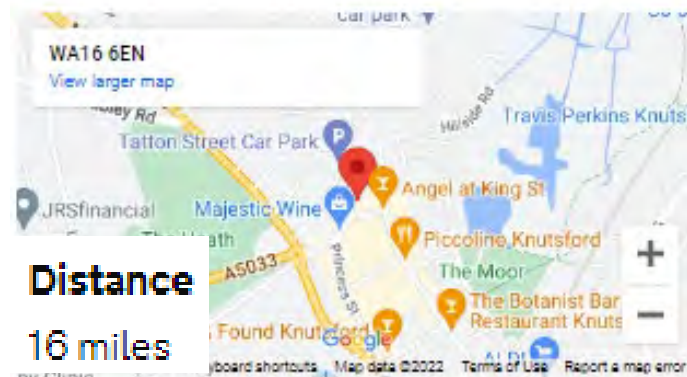 car park
WA16 6EN
View larger map
Hillside Rd
Travis Perkins Knuts
Tatton Street Car Park
P
Angel at King St
JRSfinancial
Majestic Wine
The Heath
Princess St
Piccolino Knutsford
A5033
The Moor
+
Distance
The Botanist Bar
Restaurant Knuts
−
16 miles
Found Knutsford
Google
ALDI
yboard shortcuts
Map data ©2022
Terms of Use
Report a map error